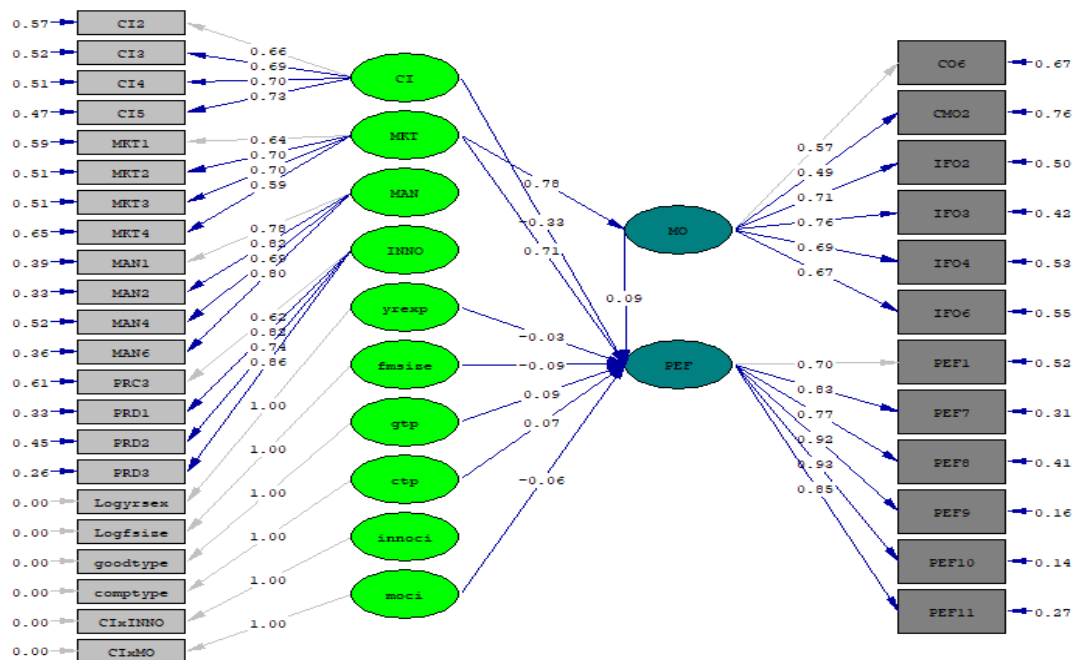 0.57 CI2
0.52 CI3
0.51 CI4
0.47 CI5
0.59 MKT1
0.51 MKT2
0.51 MKT3
0.65 MKT4
0.39 MAN1
0.33 MAN2
0.52 MAN4
0.36 MAN6
0.61 PRC3
0.33 PRD1
0.45 PRD2
0.26 PRD3
0.00 Logyrsex
0.00 Logfsize
0.00 goodtype
0.00 comptype
0.00 CIxINNO
0.00 CIxMO
0.66
0.69
0.70
0.73
0.64
0.70
0.70
0.59
0.78
0.82
0.69
0.80
0.62
0.82
0.74
0.86
1.00
1.00
1.00
1.00
1.00
1.00
CI
MKT
MAN
INNO
yrexp
fmsize
gtp
ctp
innoci
moci
0.78
-0.33
0.71
0.09
-0.03
-0.09
0.09
0.07
-0.06
MO
PEF
0.57
0.49
0.71
0.76
0.69
0.67
0.70
0.83
0.77
0.92
0.93
0.85
CO6 0.67
CMO2 0.76
IFO2 0.50
IFO3 0.42
IFO4 0.53
IFO6 0.55
PEF1 0.52
PEF7 0.31
PEF8 0.41
PEF9 0.16
PEF10 0.14
PEF11 0.27